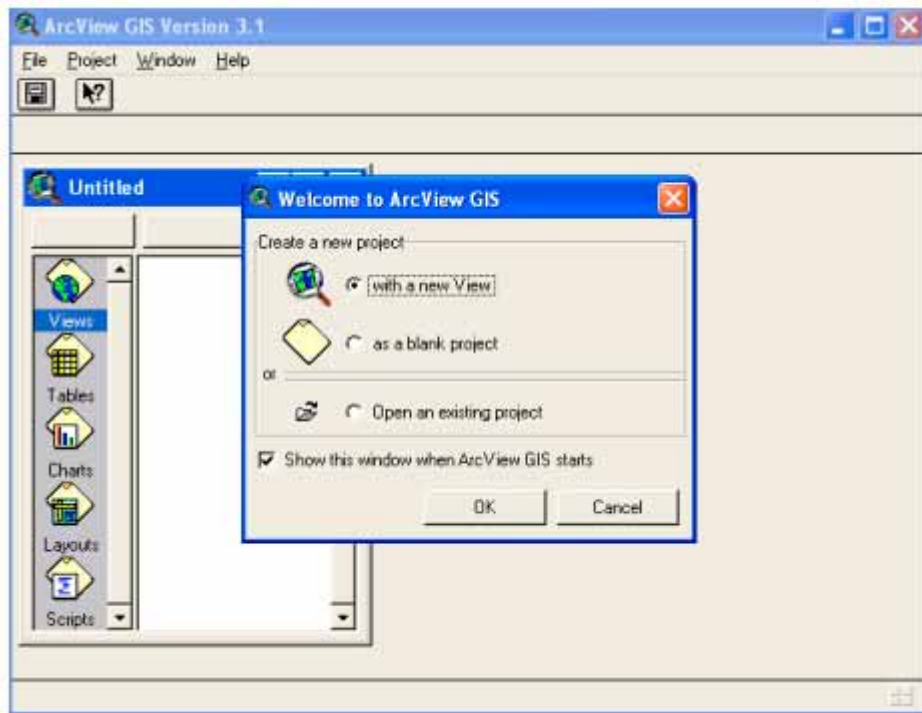 ArcView GIS Version 3.1
File Project Window Help
Untitled
Welcome to ArcView GIS
Create a new project
with a new View
as a blank project
or
Open an existing project
Show this window when ArcView GIS starts
OK Cancel
Views
Tables
Charts
Layouts
Scripts